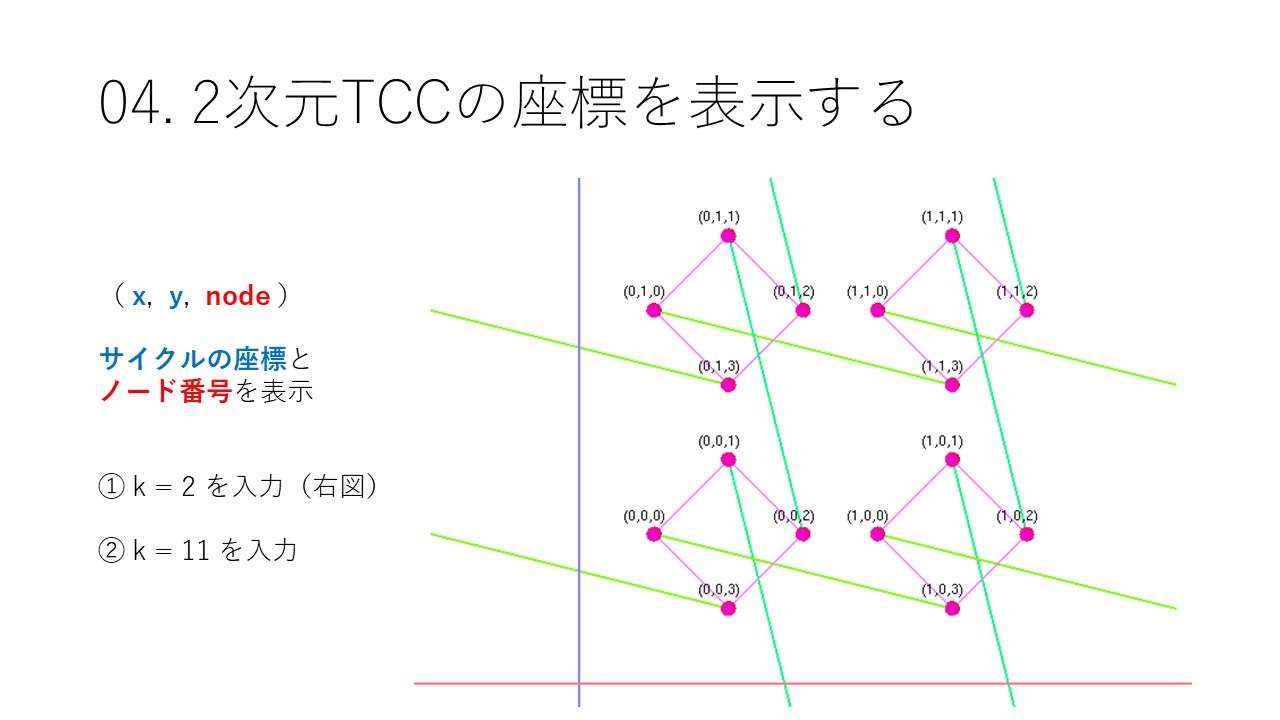 04. 2次元TCCの座標を表示する
（ x, y, node ）
サイクルの座標と
ノード番号を表示
① k = 2 を入力（右図）
② k = 11 を入力
(0,1,1) (1,1,1)
(0,1,0) (0,1,2) (1,1,0) (1,1,2)
(0,1,3) (1,1,3)
(0,0,1) (1,0,1)
(0,0,0) (0,0,2) (1,0,0) (1,0,2)
(0,0,3) (1,0,3)